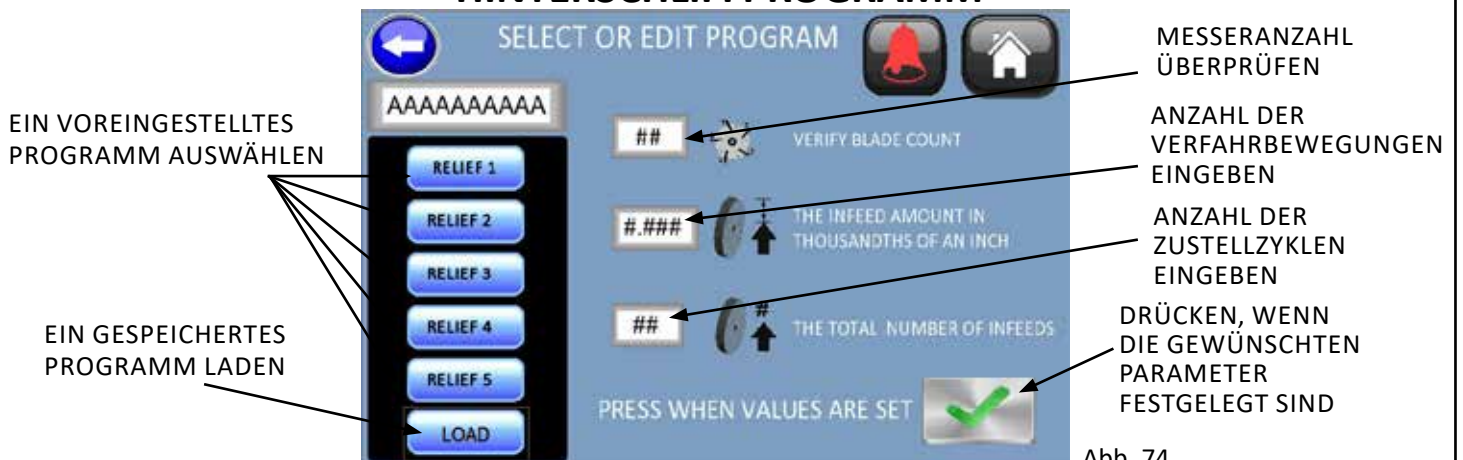 SELECT OR EDIT PROGRAM
AAAAAAAAAA
RELIEF 1
RELIEF 2
RELIEF 3
RELIEF 4
RELIEF 5
LOAD
##
VERIFY BLADE COUNT
#.###
THE INFEED AMOUNT IN
THOUSANDTHS OF AN INCH
##
#
THE TOTAL NUMBER OF INFEEDS
PRESS WHEN VALUES ARE SET
EIN VOREINGESTELLTES
PROGRAMM AUSWÄHLEN
EIN GESPEICHERTES
PROGRAMM LADEN
MESSERANZAHL
ÜBERPRÜFEN
ANZAHL DER
VERFAHRBEWEGUNGEN
EINGEBEN
ANZAHL DER
ZUSTELLZYKLEN
EINGEBEN
DRÜCKEN, WENN
DIE GEWÜNSCHTEN
PARAMETER
FESTGELEGT SIND
Abb. 74